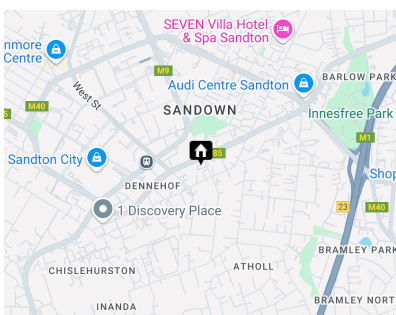 SEVEN Villa Hotel
& Spa Sandton
nmore
Centre
M9
BARLOW PARK
Audi Centre Sandton
West St
M40
SANDOWN
Innesfree Park
85
M1
Sandton City
DENNEHOF
Shop
1 Discovery Place
23
M40
BRAMLEY PARK
CHISLEHURSTON
ATHOLL
INANDA
BRAMLEY NORT